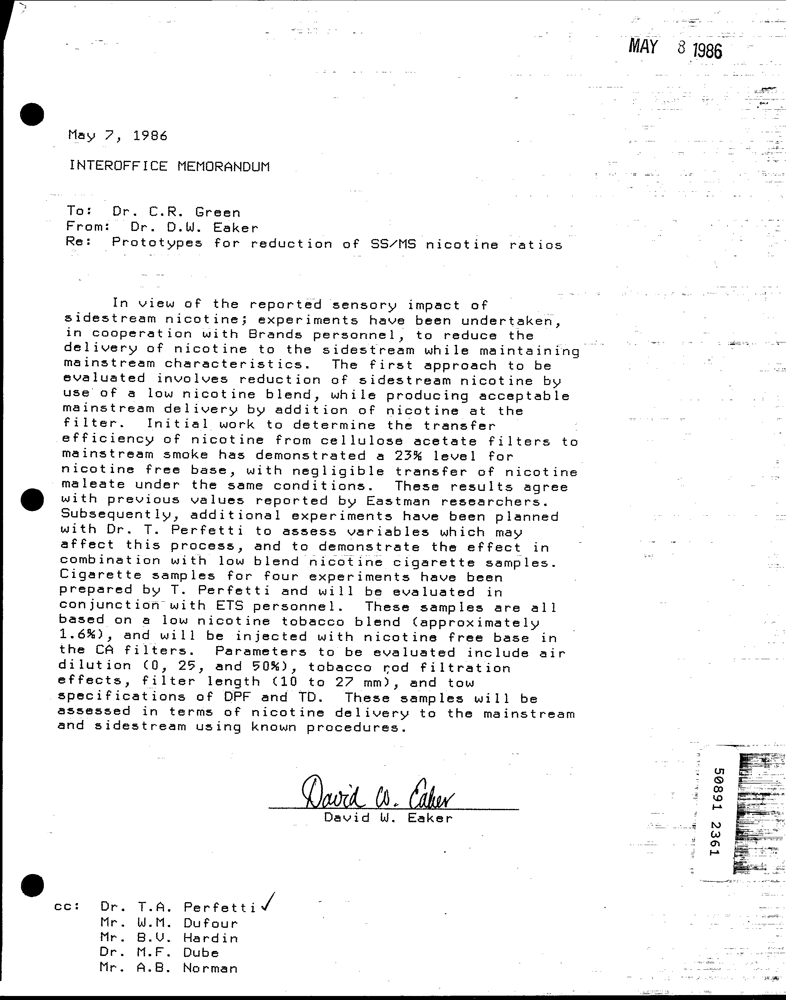 MAY 8 1986
May 7, 1986
INTEROFFICE MEMORANDUM
To: Dr. C.R. Green
From: Dr. D.W. Eaker
Re: Prototypes for reduction of SS/MS nicotine ratios
In view of the reported sensory impact of
sidestream nicotine; experiments have been undertaken,
in cooperation with Brands personnel, to reduce the
delivery of nicotine to the sidestream while maintaining
mainstream characteristics. The first approach to be
evaluated involves reduction of sidestream nicotine by
use of a low nicotine blend, while producing acceptable
mainstream delivery by addition of nicotine at the
filter. Initial work to determine the transfer
efficiency of nicotine from cellulose acetate filters to
mainstream smoke has demonstrated a 23% level for
nicotine free base, with negligible transfer of nicotine
maleate under the same conditions. These results agree
with previous values reported by Eastman researchers.
Subsequently, additional experiments have been planned
with Dr. T. Perfetti to assess variables which may
affect this process, and to demonstrate the effect in
combination with low blend nicotine cigarette samples.
Cigarette samples for four experiments have been
prepared by T. Perfetti and will be evaluated in
conjunction with ETS personnel. These samples are all
based on a low nicotine tobacco blend (approximately
1.6%), and will be injected with nicotine free base in
the CA filters. Parameters to be evaluated include air
dilution (0, 25, and 50%), tobacco rod filtration
effects, filter length (10 to 27 mm), and tow
specifications of DPF and TD. These samples will be
assessed in terms of nicotine delivery to the mainstream
and sidestream using known procedures.
David W. Eaker
David W. Eaker
50891 2361
cc: Dr. T.A. Perfetti ✓
Mr. W.M. Dufour
Mr. B.V. Hardin
Dr. M.F. Dube
Mr. A.B. Norman